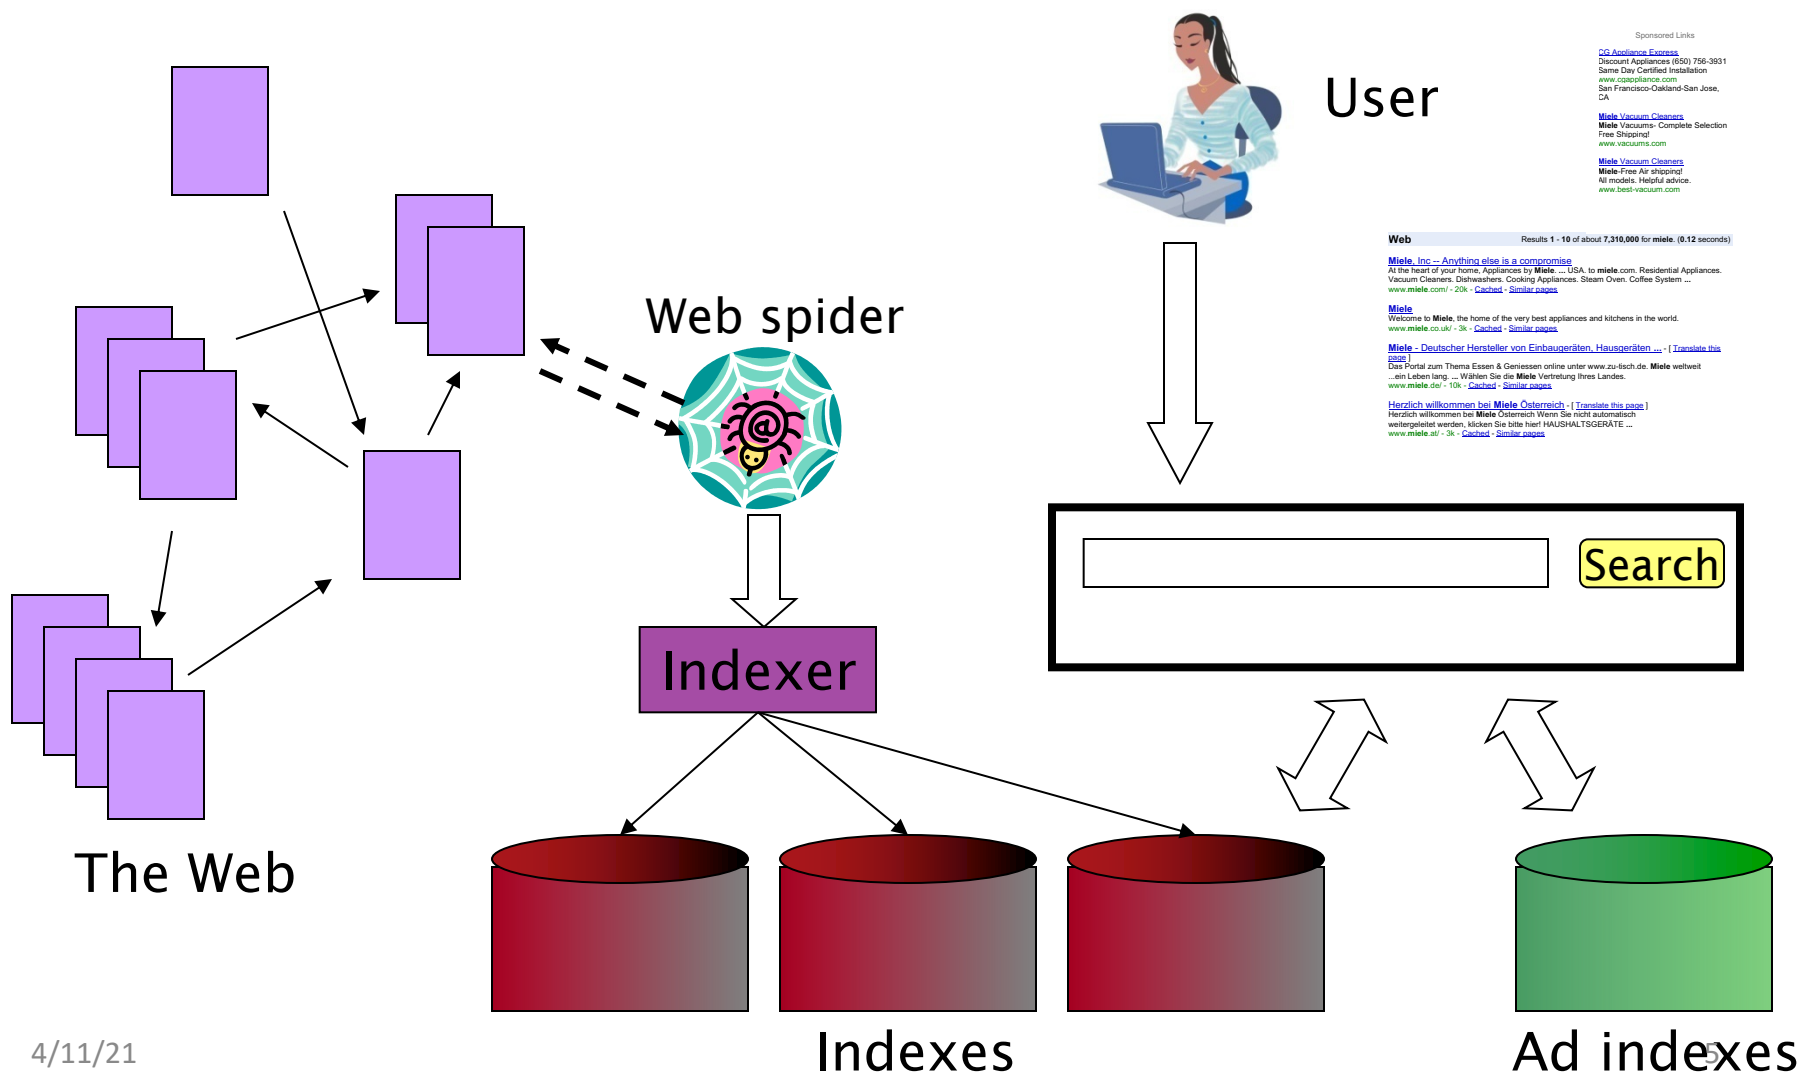 User
Sponsored Links
CG Appliance Express
Discount Appliances (650) 756-3931
Same Day Certified Installation
www.cgappliance.com
San Francisco-Oakland-San Jose,
CA
Miele Vacuum Cleaners
Miele Vacuums- Complete Selection
Free Shipping!
www.vacuums.com
Miele Vacuum Cleaners
Miele-Free Air shipping!
All models. Helpful advice.
www.best-vacuum.com
Web Results 1 - 10 of about 7,310,000 for miele. (0.12 seconds)
Miele, Inc -- Anything else is a compromise
At the heart of your home, Appliances by Miele. ... USA. to miele.com. Residential Appliances.
Vacuum Cleaners. Dishwashers. Cooking Appliances. Steam Oven. Coffee System ...
www.miele.com/ - 20k - Cached - Similar pages
Miele
Welcome to Miele, the home of the very best appliances and kitchens in the world.
www.miele.co.uk/ - 3k - Cached - Similar pages
Miele - Deutscher Hersteller von Einbaugeräten, Hausgeräten ... - [ Translate this
page ]
Das Portal zum Thema Essen & Geniessen online unter www.zu-tisch.de. Miele weltweit
...ein Leben lang. ... Wählen Sie die Miele Vertretung Ihres Landes.
www.miele.de/ - 10k - Cached - Similar pages
Herzlich willkommen bei Miele Österreich - [ Translate this page ]
Herzlich willkommen bei Miele Österreich Wenn Sie nicht automatisch
weitergeleitet werden, klicken Sie bitte hier! HAUSHALTSGERÄTE ...
www.miele.at/ - 3k - Cached - Similar pages
Web spider
@
Search
Indexer
The Web
Indexes
Ad indexes
4/11/21
5